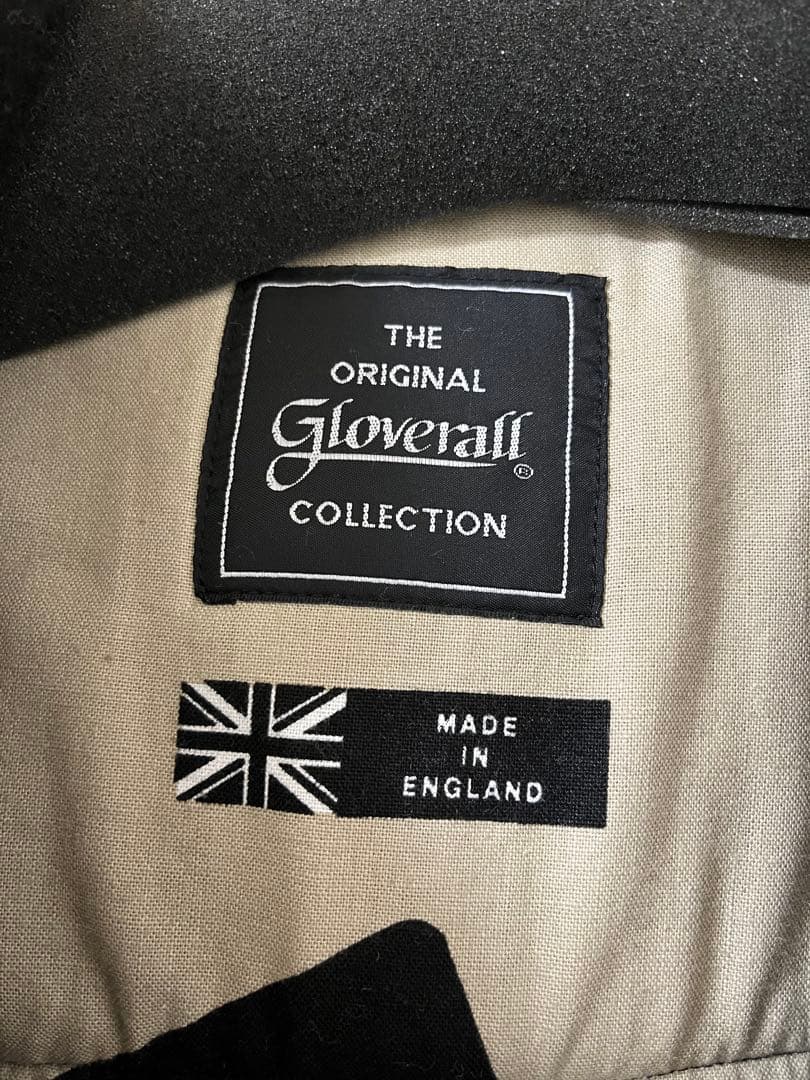 THE
ORIGINAL
Gloverall®
COLLECTION
MADE
IN
ENGLAND